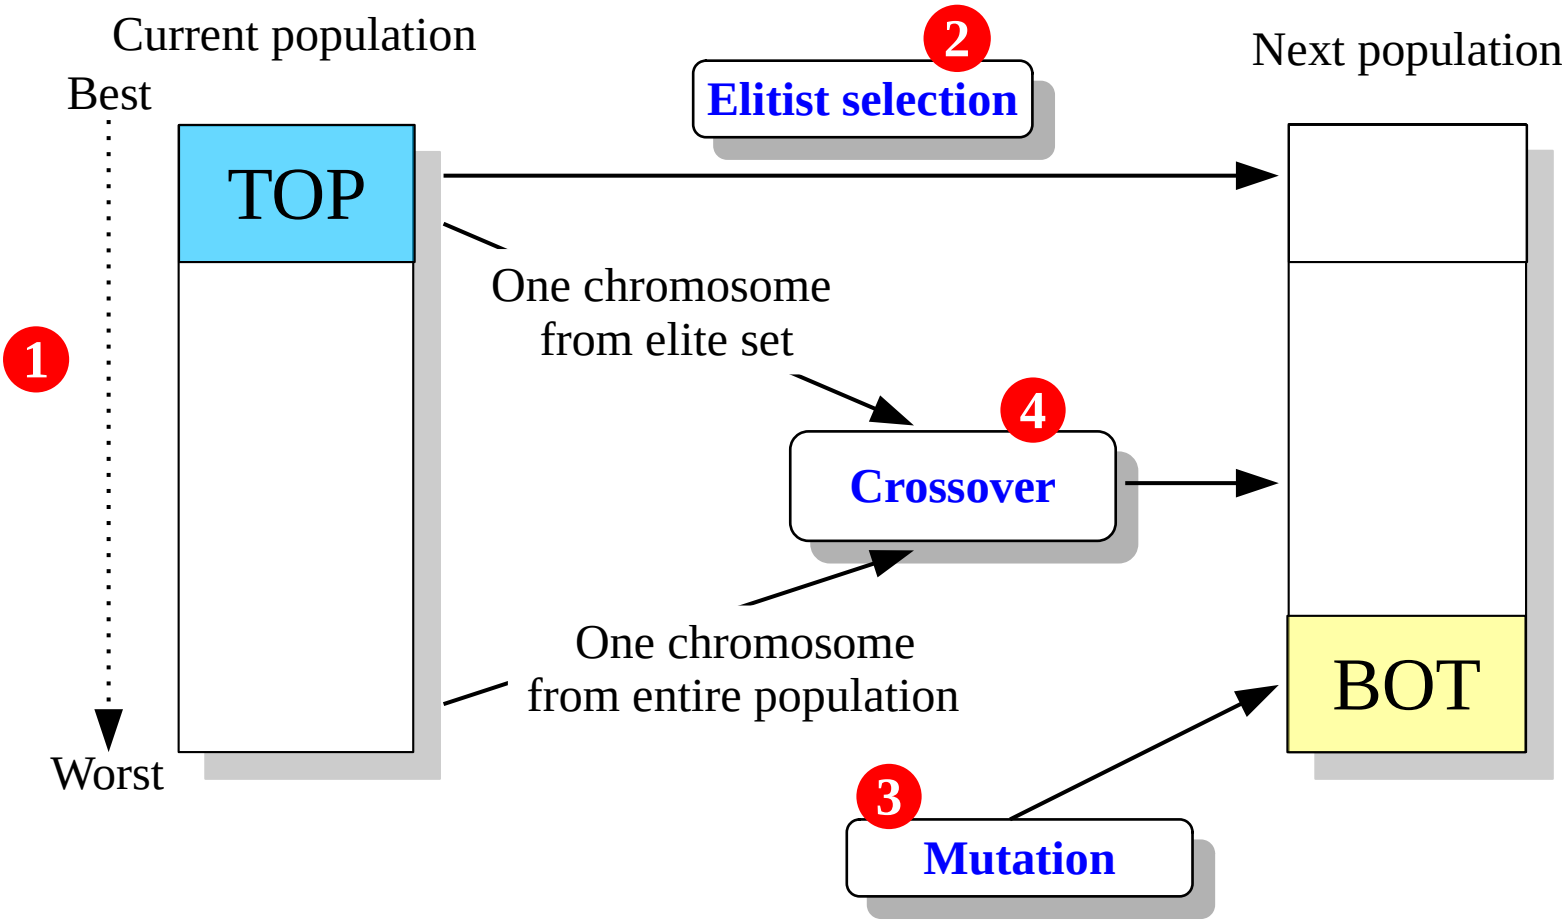 Current population
Next population
Best
2
Elitist selection
TOP
One chromosome
from elite set
1
4
Crossover
One chromosome
from entire population
BOT
Worst
3
Mutation